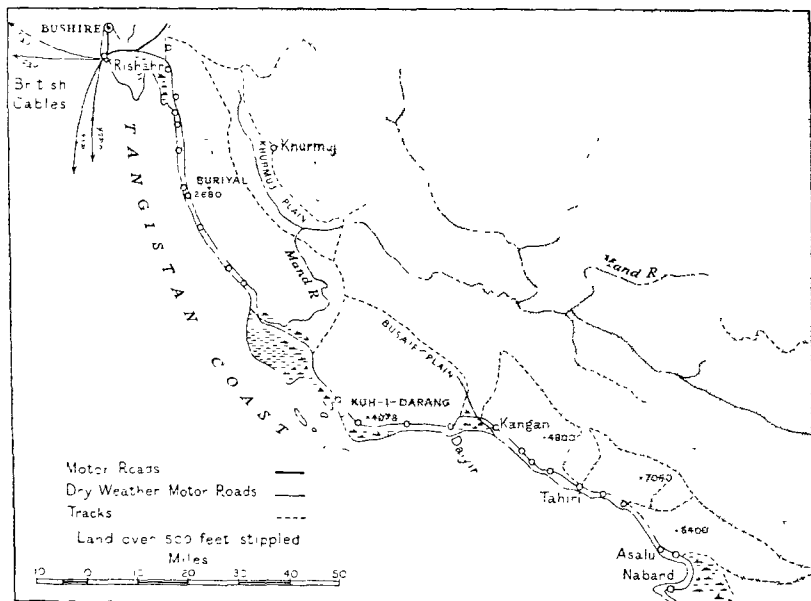 BUSHIRE
Rishahr
British
Cables
TANGISTAN COAST
BURIYAL
2680
Khurmuj
KHURMUJ
PLAIN
Mand R
Mand R
BUSAIF PLAIN
KUH-I-DARANG
4078
Daiyir
Kangan
4800
Tahiri
7040
6400
Asalu
Naband
Motor Roads
Dry Weather Motor Roads
Tracks
Land over 500 feet stippled
Miles
10 0 10 20 30 40 50